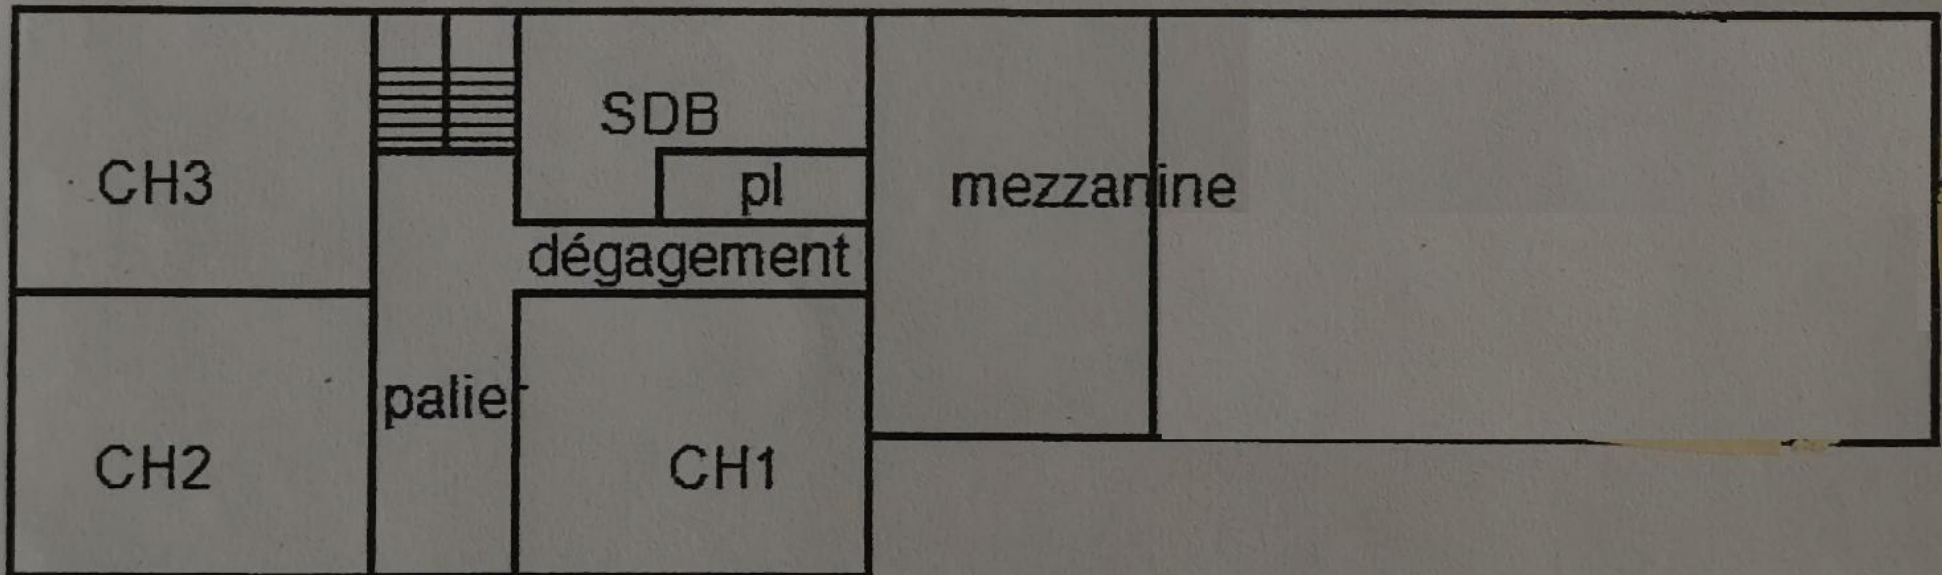 SDB
CH3
pl
mezzanine
dégagement
palier
CH2
CH1